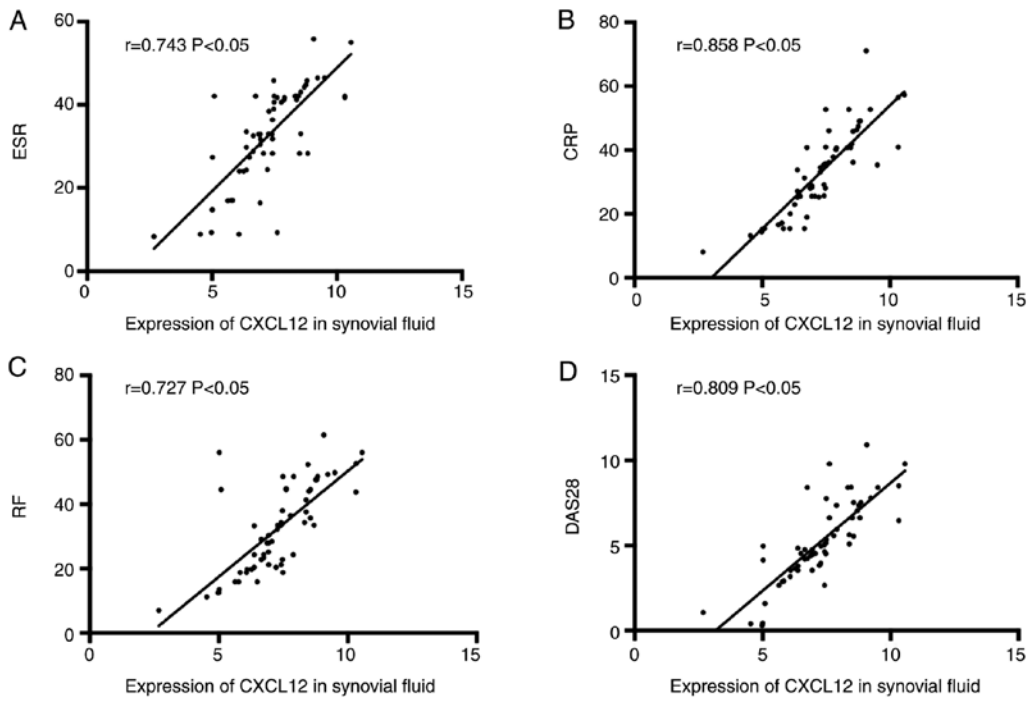 A
r=0.743 P<0.05
60
40
20
0
ESR
0 5 10 15
Expression of CXCL12 in synovial fluid
B
r=0.858 P<0.05
80
60
40
20
0
CRP
0 5 10 15
Expression of CXCL12 in synovial fluid
C
r=0.727 P<0.05
80
60
40
20
0
RF
0 5 10 15
Expression of CXCL12 in synovial fluid
D
r=0.809 P<0.05
15
10
5
0
DAS28
0 5 10 15
Expression of CXCL12 in synovial fluid